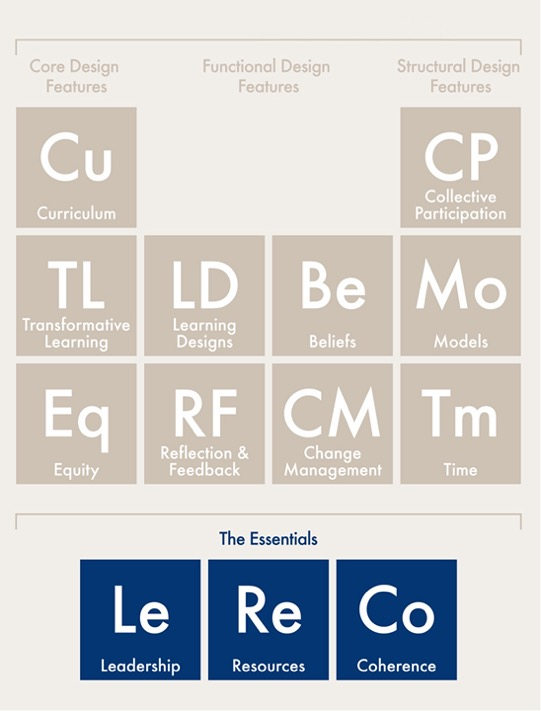 Core Design
Features
Functional Design
Features
Structural Design
Features
Cu
Curriculum
CP
Collective
Participation
TL
Transformative
Learning
LD
Learning
Designs
Be
Beliefs
Mo
Models
Eq
Equity
RF
Reflection &
Feedback
CM
Change
Management
Tm
Time
The Essentials
Le
Leadership
Re
Resources
Co
Coherence